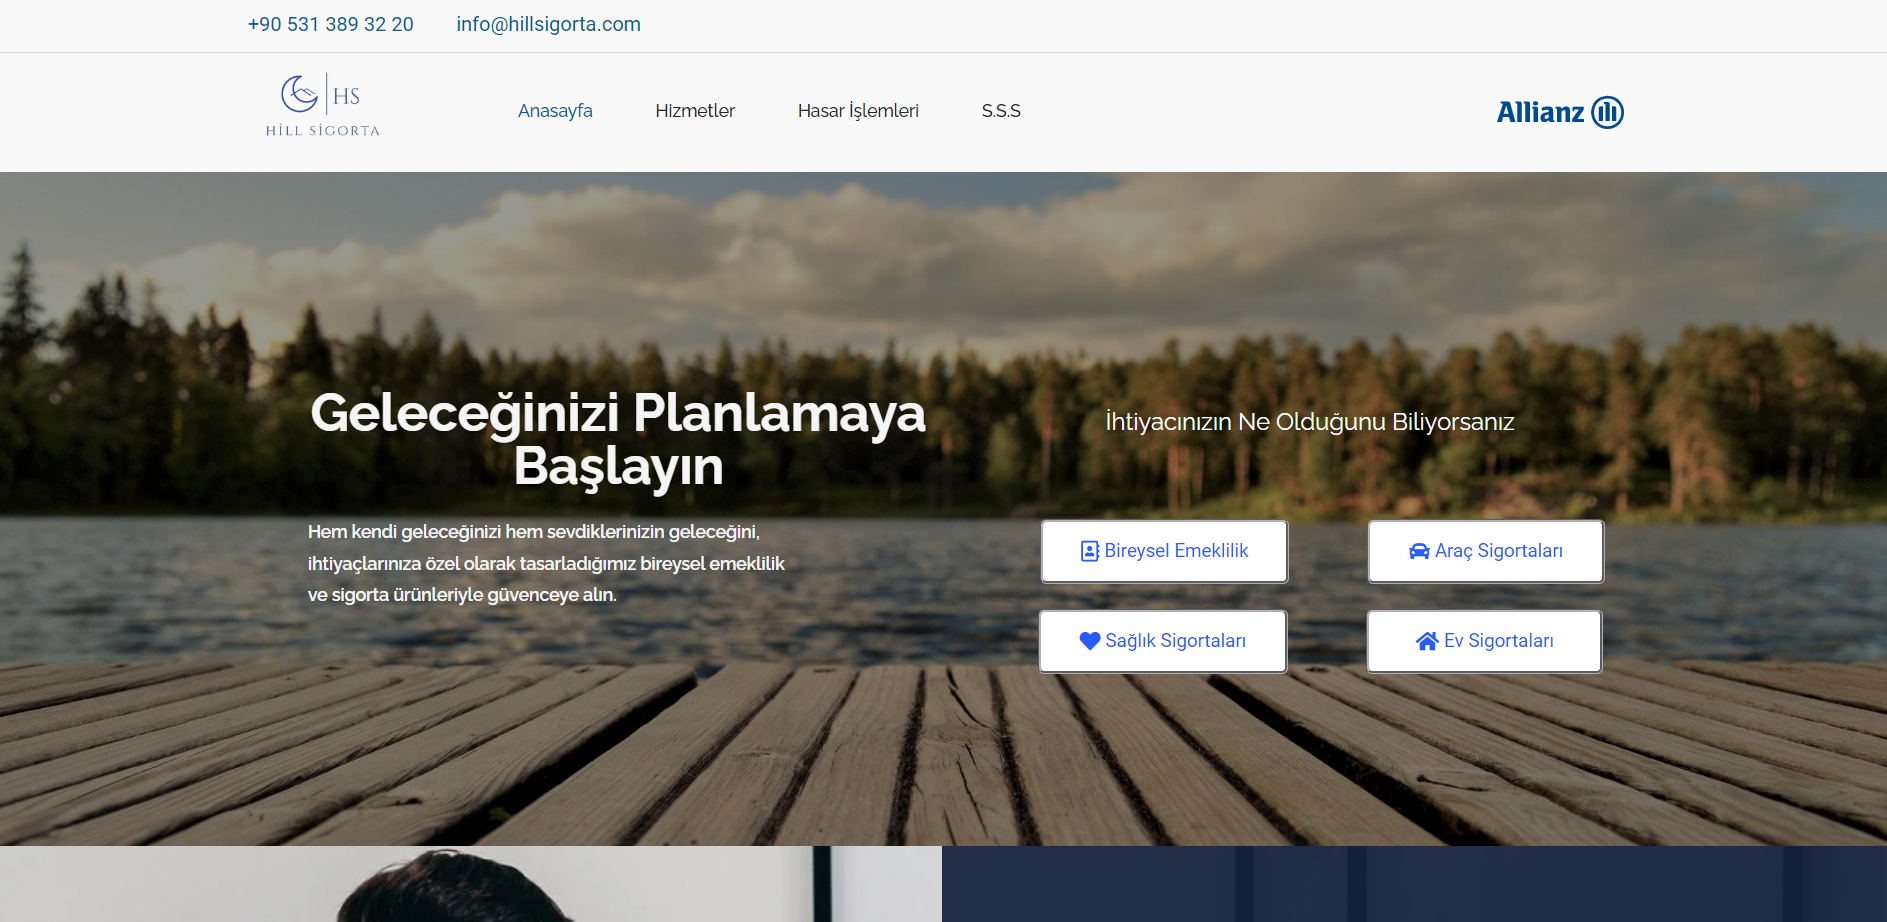 +90 531 389 32 20 info@hillsigorta.com
HS
HİLL SİGORTA
Anasayfa Hizmetler Hasar İşlemleri S.S.S
Allianz
Geleceğinizi Planlamaya
Başlayın
Hem kendi geleceğinizi hem sevdiklerinizin geleceğini,
ihtiyaçlarınıza özel olarak tasarladığımız bireysel emeklilik
ve sigorta ürünleriyle güvenceye alın.
İhtiyacınızın Ne Olduğunu Biliyorsanız
Bireysel Emeklilik Araç Sigortaları
Sağlık Sigortaları Ev Sigortaları